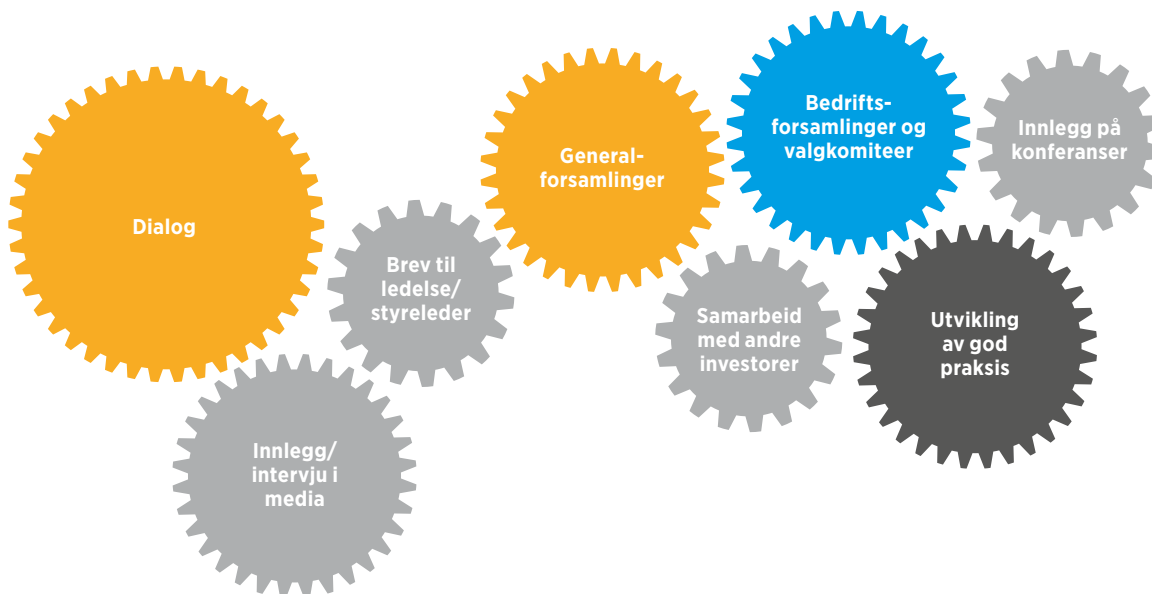 Dialog
Innlegg/
intervju i
media
Brev til
ledelse/
styreleder
General-
forsamlinger
Samarbeid
med andre
investorer
Bedrifts-
forsamlinger og
valgkomiteer
Utvikling
av god
praksis
Innlegg på
konferanser